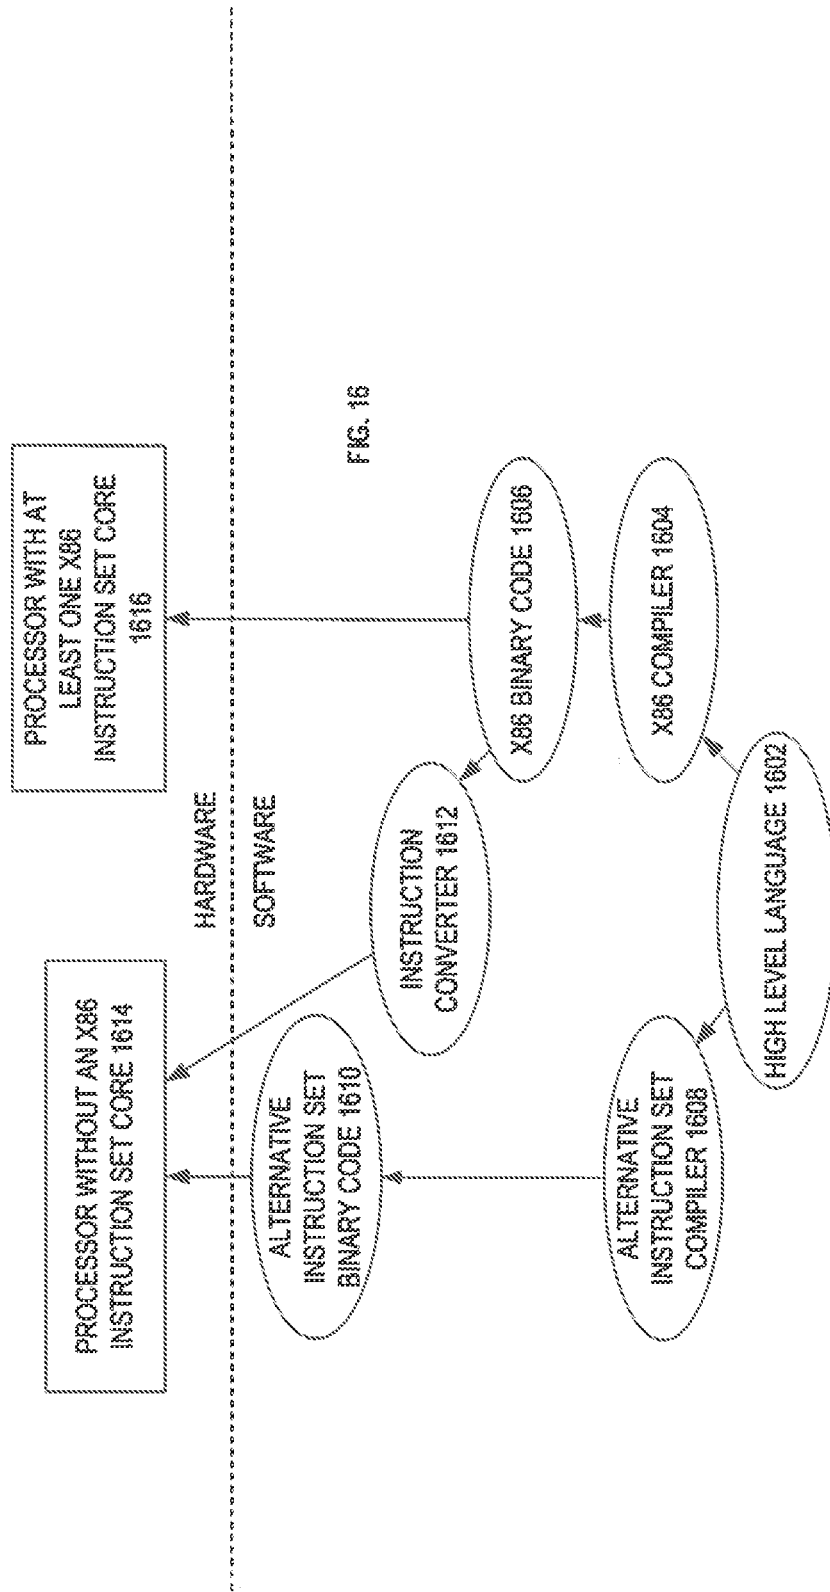 PROCESSOR WITHOUT AN X86
INSTRUCTION SET CORE 1614
PROCESSOR WITH AT
LEAST ONE X86
INSTRUCTION SET CORE
1616
HARDWARE
SOFTWARE
ALTERNATIVE
INSTRUCTION SET
BINARY CODE 1610
INSTRUCTION
CONVERTER 1612
FIG. 16
X86 BINARY CODE 1606
ALTERNATIVE
INSTRUCTION SET
COMPILER 1608
X86 COMPILER 1604
HIGH LEVEL LANGUAGE 1602